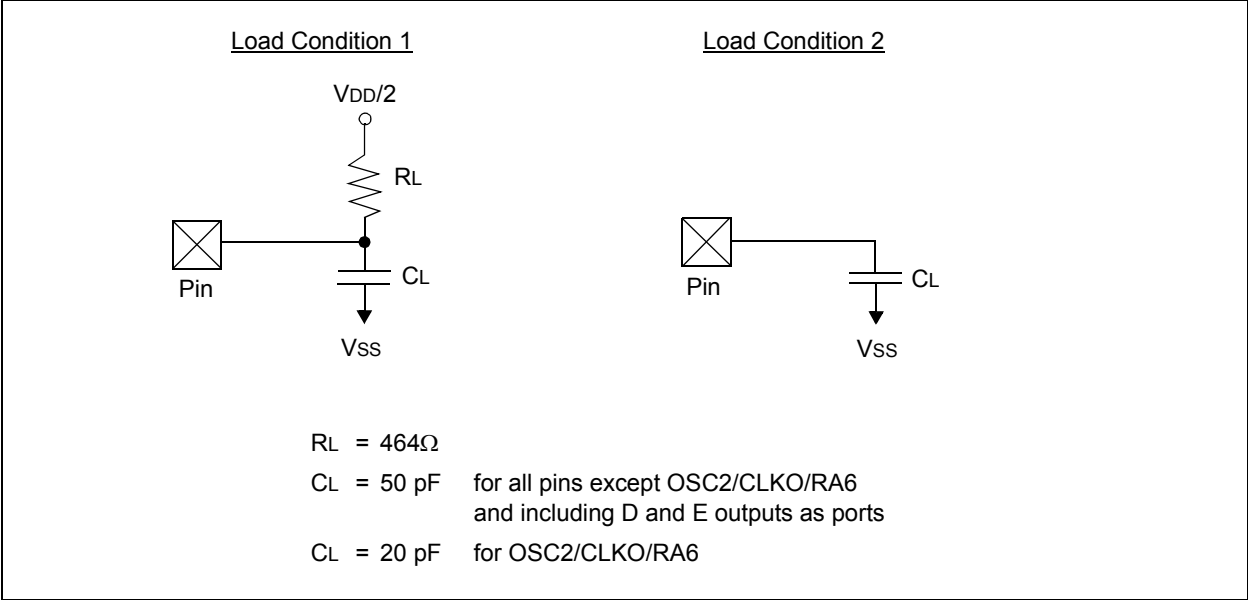 Load Condition 1
VDD/2
RL
CL
Pin
VSS
Load Condition 2
CL
Pin
VSS
RL = 464Ω
CL = 50 pF for all pins except OSC2/CLKO/RA6
and including D and E outputs as ports
CL = 20 pF for OSC2/CLKO/RA6